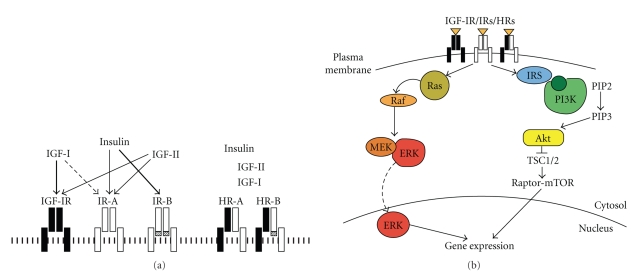 Insulin
IGF-I
IGF-II
IGF-IR
IR-A
IR-B
Insulin
IGF-II
IGF-I
HR-A
HR-B
(a)
IGF-IR/IRs/HRs
Plasma
membrane
Ras
Raf
MEK
ERK
ERK
IRS
PI3K
PIP2
PIP3
Akt
TSC1/2
Raptor-mTOR
Cytosol
Nucleus
Gene expression
(b)